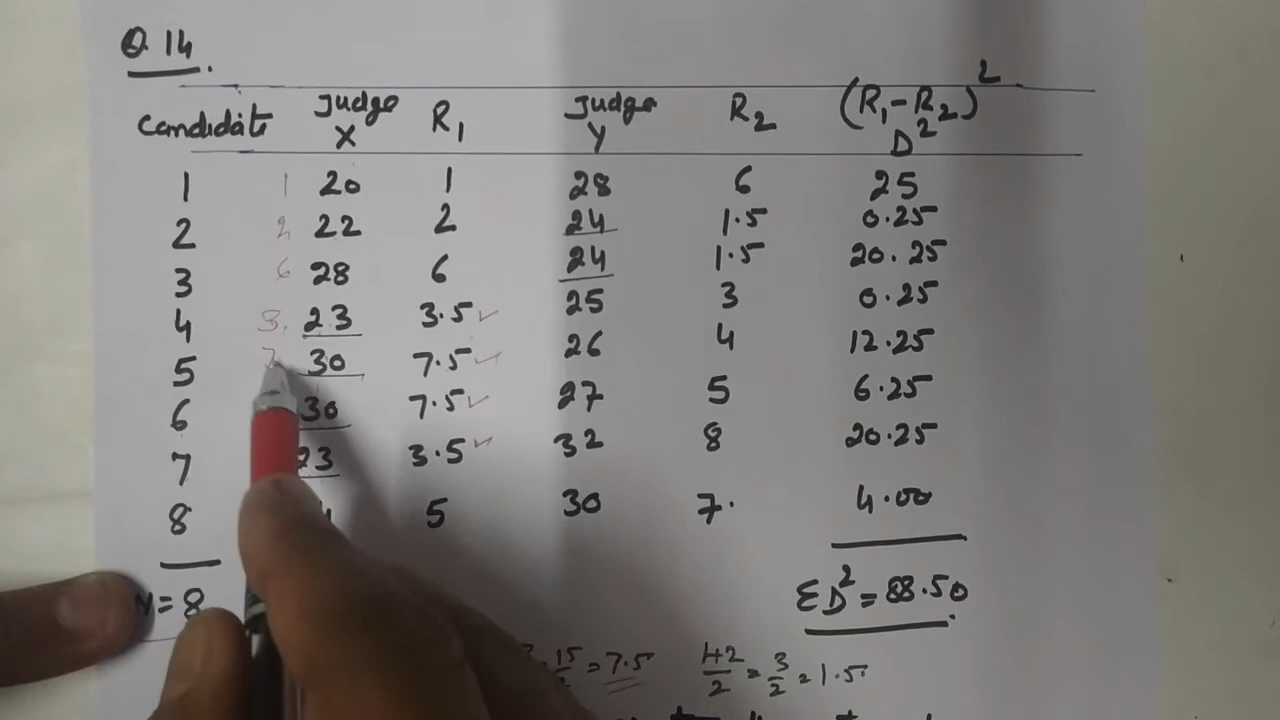 Q. 14.
Candidate Judge X R1 Judge Y R2 (R1-R2)² D²
1 1 20 1 28 6 25
2 2 22 2 24 1.5 0.25
3 6 28 6 24 1.5 20.25
4 3. 23 3.5 ✓ 25 3 0.25
5 7 30 7.5 ✓ 26 4 12.25
6 30 7.5 ✓ 27 5 6.25
7 23 3.5 ✓ 32 8 20.25
8 5 30 7. 4.00
N=8 ΣD²=88.50
15 =7.5 1+2/2 = 3/2 = 1.5